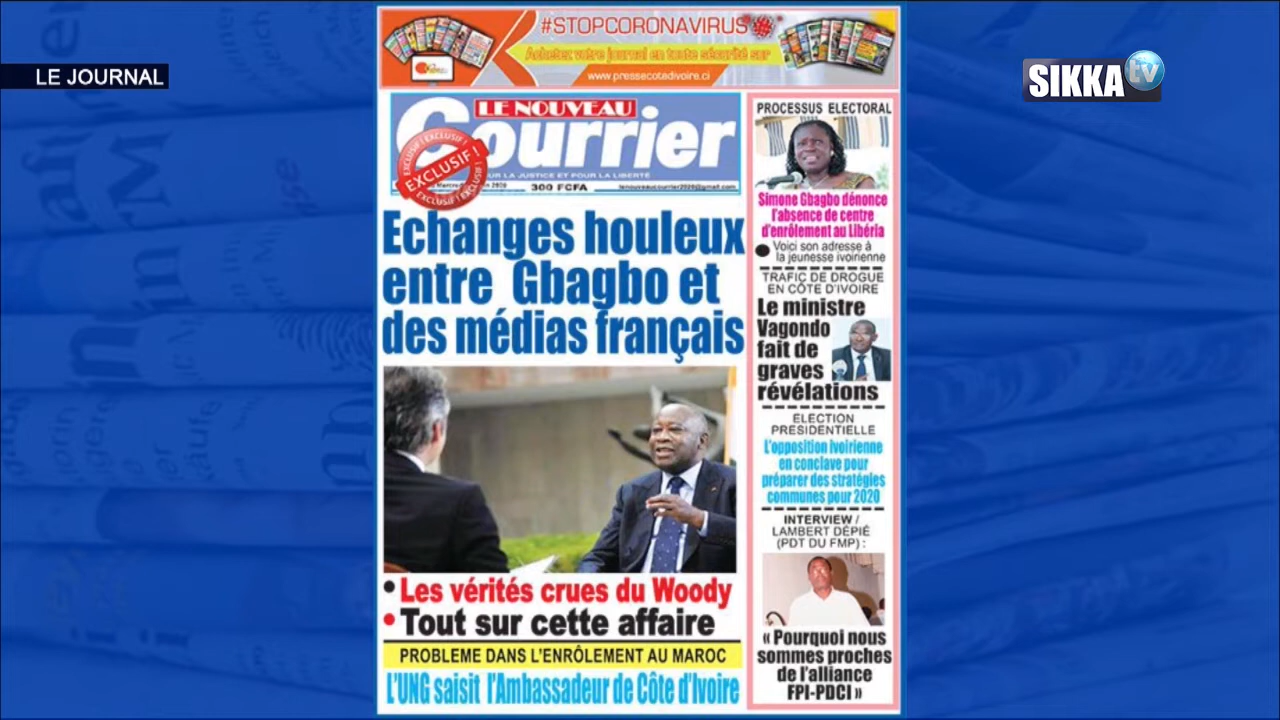 LE JOURNAL
SIKKA tv
#STOPCORONAVIRUS
Achetez votre journal en toute sécurité sur
www.pressecotedivoire.ci
LE NOUVEAU
Courrier
EXCLUSIF !
UR LA JUSTICE ET POUR LA LIBERTÉ
300 FCFA
lenouveaucourrier2020@gmail.com
Echanges houleux
entre Gbagbo et
des médias français
• Les vérités crues du Woody
• Tout sur cette affaire
PROBLEME DANS L'ENRÔLEMENT AU MAROC
L'UNG saisit l'Ambassadeur de Côte d'Ivoire
PROCESSUS ELECTORAL
Simone Gbagbo dénonce
l'absence de centre
d'enrôlement au Libéria
● Voici son adresse à
la jeunesse ivoirienne
TRAFIC DE DROGUE
EN CÔTE D'IVOIRE
Le ministre
Vagondo
fait de
graves
révélations
ELECTION
PRESIDENTIELLE
L'opposition ivoirienne
en conclave pour
préparer des stratégies
communes pour 2020
INTERVIEW /
LAMBERT DÉPIÉ
(PDT DU FMP) :
« Pourquoi nous
sommes proches
de l'alliance
FPI-PDCI »